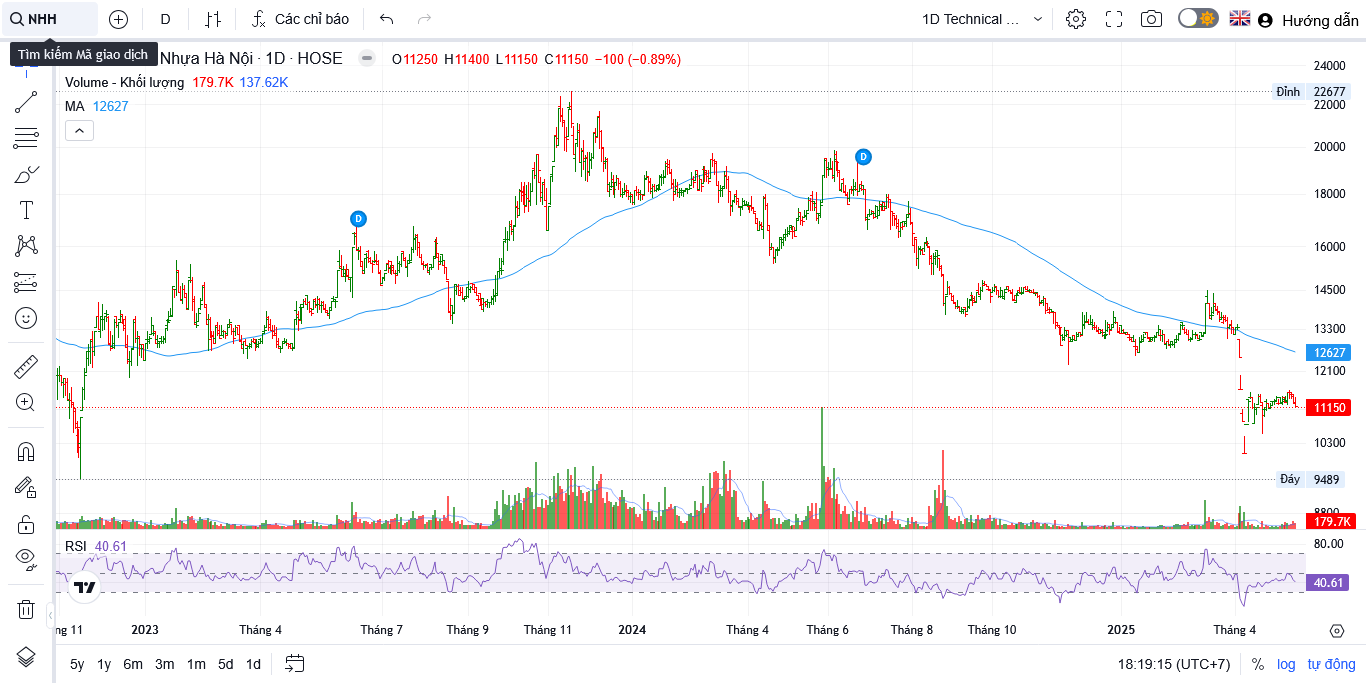 NHH
D
Các chỉ báo
1D Technical ...
Hướng dẫn
Tìm kiếm Mã giao dịch
Nhựa Hà Nội · 1D · HOSE
O11250 H11400 L11150 C11150 −100 (−0.89%)
Volume - Khối lượng 179.7K 137.62K
MA 12627
D
D
24000
Đỉnh 22677
22000
20000
18000
16000
14500
13300
12627
12100
11150
10300
Đáy 9489
8800
179.7K
RSI 40.61
80.00
40.61
ng 11 2023 Tháng 4 Tháng 7 Tháng 9 Tháng 11 2024 Tháng 4 Tháng 6 Tháng 8 Tháng 10 2025 Tháng 4
5y 1y 6m 3m 1m 5d 1d
18:19:15 (UTC+7) % log tự động